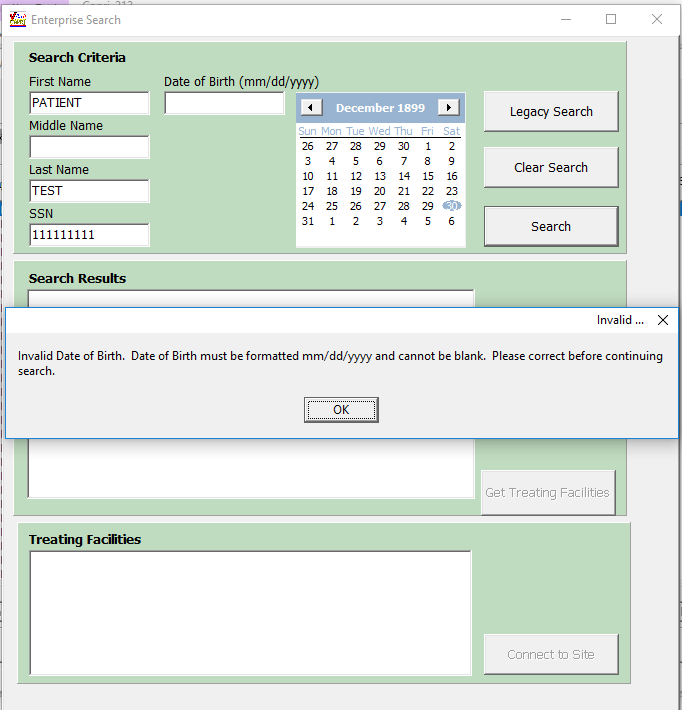 Enterprise Search
Search Criteria
First Name
Date of Birth (mm/dd/yyyy)
PATIENT
Middle Name
Last Name
TEST
SSN
111111111
December 1899
Sun Mon Tue Wed Thu Fri Sat
26 27 28 29 30 1 2
3 4 5 6 7 8 9
10 11 12 13 14 15 16
17 18 19 20 21 22 23
24 25 26 27 28 29 30
31 1 2 3 4 5 6
Legacy Search
Clear Search
Search
Search Results
Invalid ...
Invalid Date of Birth. Date of Birth must be formatted mm/dd/yyyy and cannot be blank. Please correct before continuing
search.
OK
Get Treating Facilities
Treating Facilities
Connect to Site